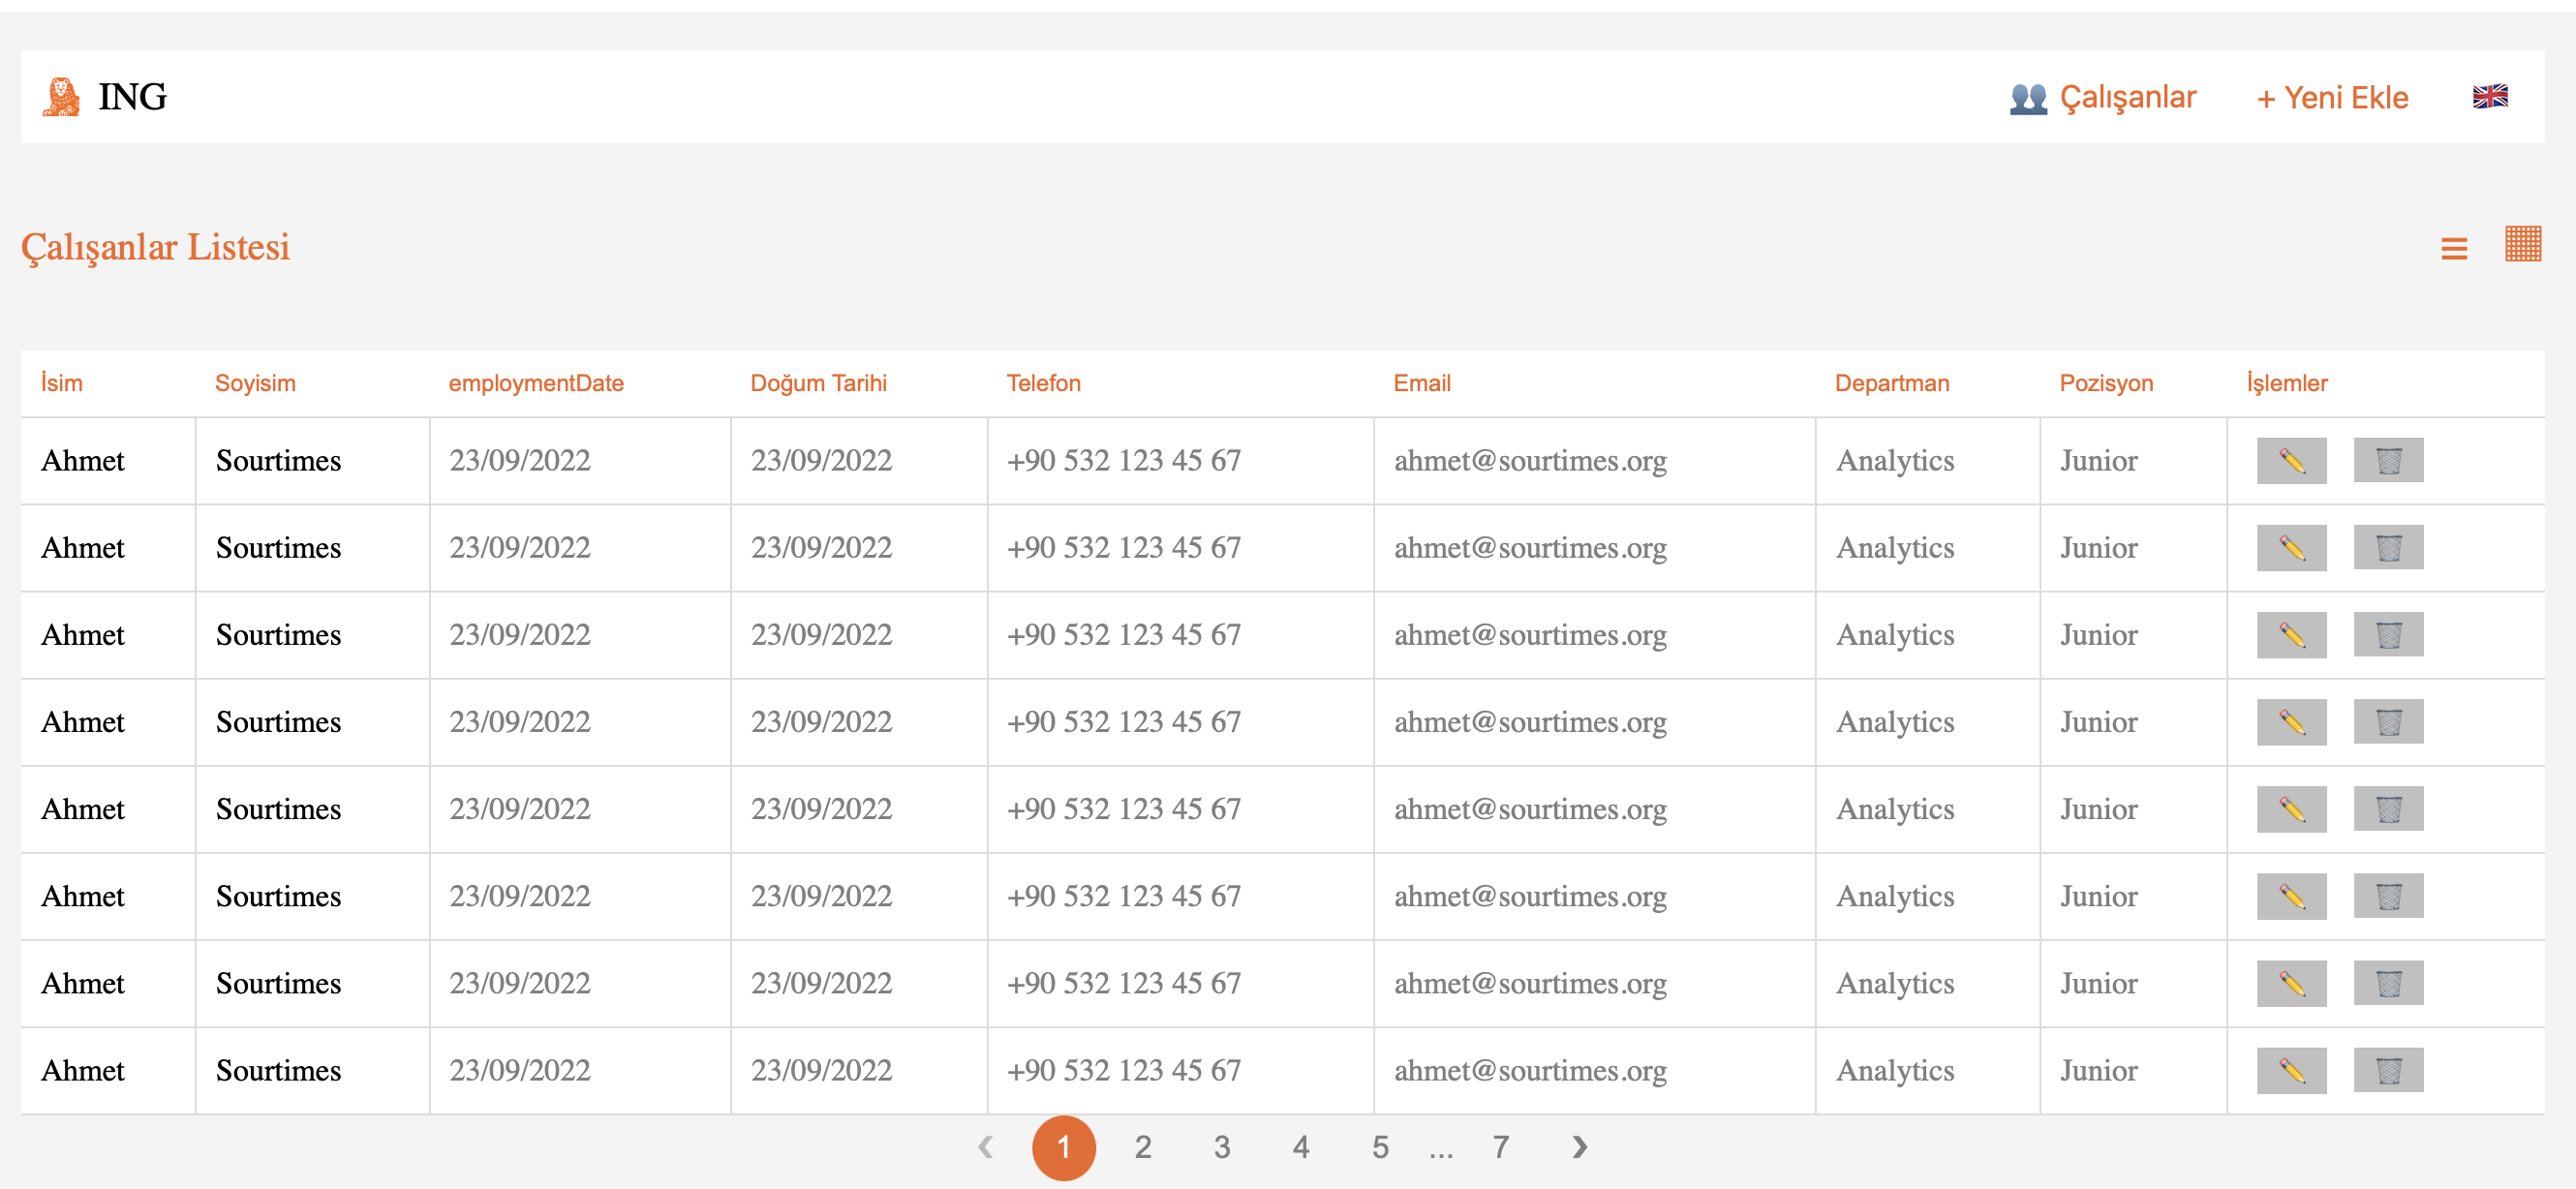 ING
Çalışanlar + Yeni Ekle
Çalışanlar Listesi
İsim Soyisim employmentDate Doğum Tarihi Telefon Email Departman Pozisyon İşlemler
Ahmet Sourtimes 23/09/2022 23/09/2022 +90 532 123 45 67 ahmet@sourtimes.org Analytics Junior
Ahmet Sourtimes 23/09/2022 23/09/2022 +90 532 123 45 67 ahmet@sourtimes.org Analytics Junior
Ahmet Sourtimes 23/09/2022 23/09/2022 +90 532 123 45 67 ahmet@sourtimes.org Analytics Junior
Ahmet Sourtimes 23/09/2022 23/09/2022 +90 532 123 45 67 ahmet@sourtimes.org Analytics Junior
Ahmet Sourtimes 23/09/2022 23/09/2022 +90 532 123 45 67 ahmet@sourtimes.org Analytics Junior
Ahmet Sourtimes 23/09/2022 23/09/2022 +90 532 123 45 67 ahmet@sourtimes.org Analytics Junior
Ahmet Sourtimes 23/09/2022 23/09/2022 +90 532 123 45 67 ahmet@sourtimes.org Analytics Junior
Ahmet Sourtimes 23/09/2022 23/09/2022 +90 532 123 45 67 ahmet@sourtimes.org Analytics Junior
‹ 1 2 3 4 5 ... 7 ›